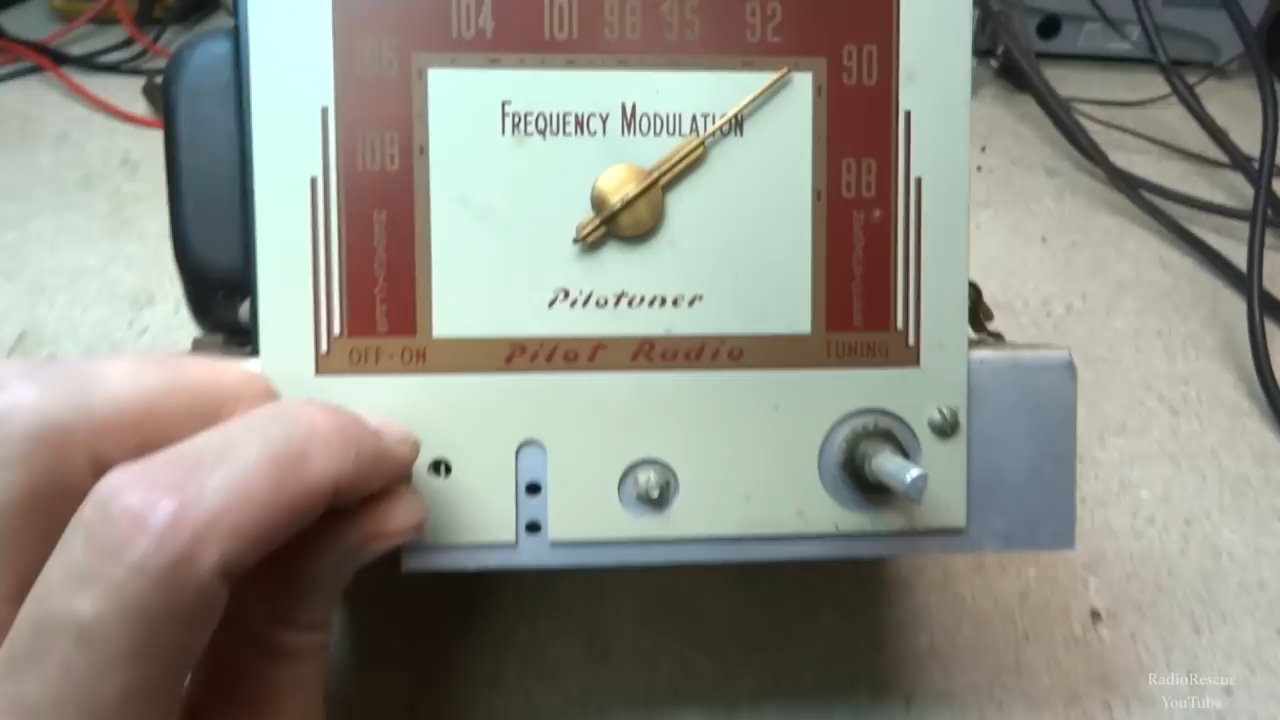 104 101 98 95 92
106 90
FREQUENCY MODULATION
108 88
MEGACYCLES
Pilotuner
OFF-ON Pilot Radio TUNING
RadioRescue
YouTube